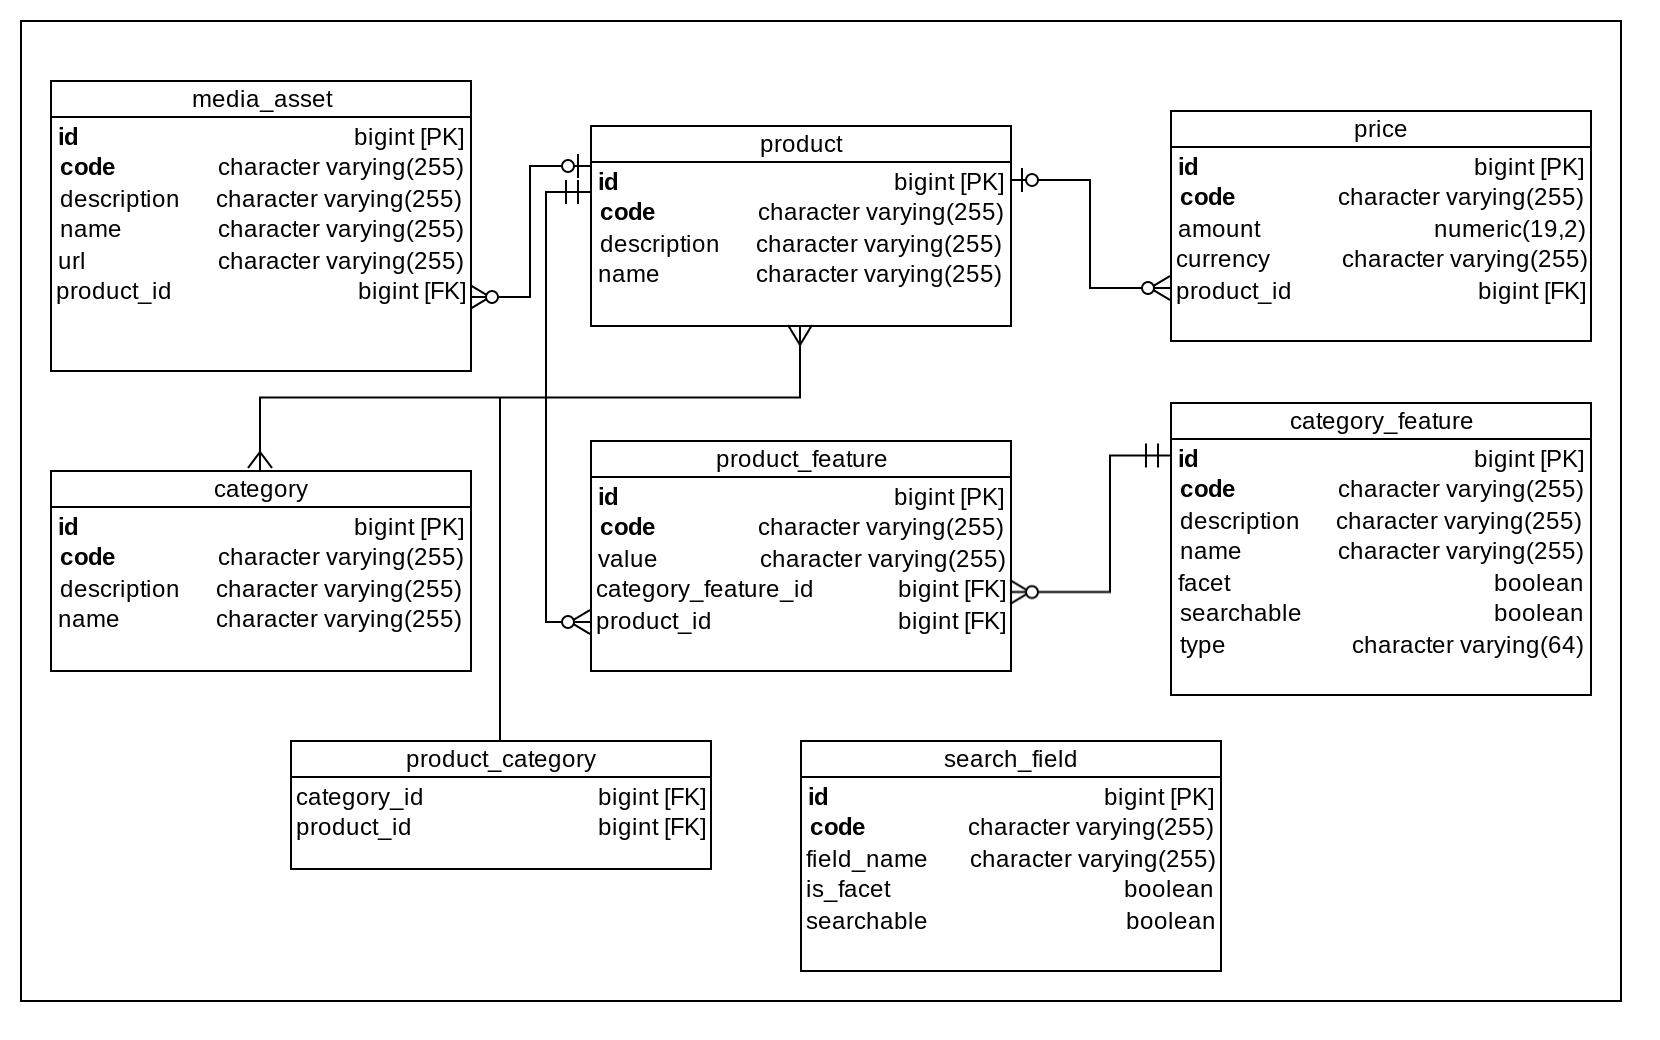 media_asset
id bigint [PK]
code character varying(255)
description character varying(255)
name character varying(255)
url character varying(255)
product_id bigint [FK]
product
id bigint [PK]
code character varying(255)
description character varying(255)
name character varying(255)
price
id bigint [PK]
code character varying(255)
amount numeric(19,2)
currency character varying(255)
product_id bigint [FK]
category
id bigint [PK]
code character varying(255)
description character varying(255)
name character varying(255)
product_feature
id bigint [PK]
code character varying(255)
value character varying(255)
category_feature_id bigint [FK]
product_id bigint [FK]
category_feature
id bigint [PK]
code character varying(255)
description character varying(255)
name character varying(255)
facet boolean
searchable boolean
type character varying(64)
product_category
category_id bigint [FK]
product_id bigint [FK]
search_field
id bigint [PK]
code character varying(255)
field_name character varying(255)
is_facet boolean
searchable boolean